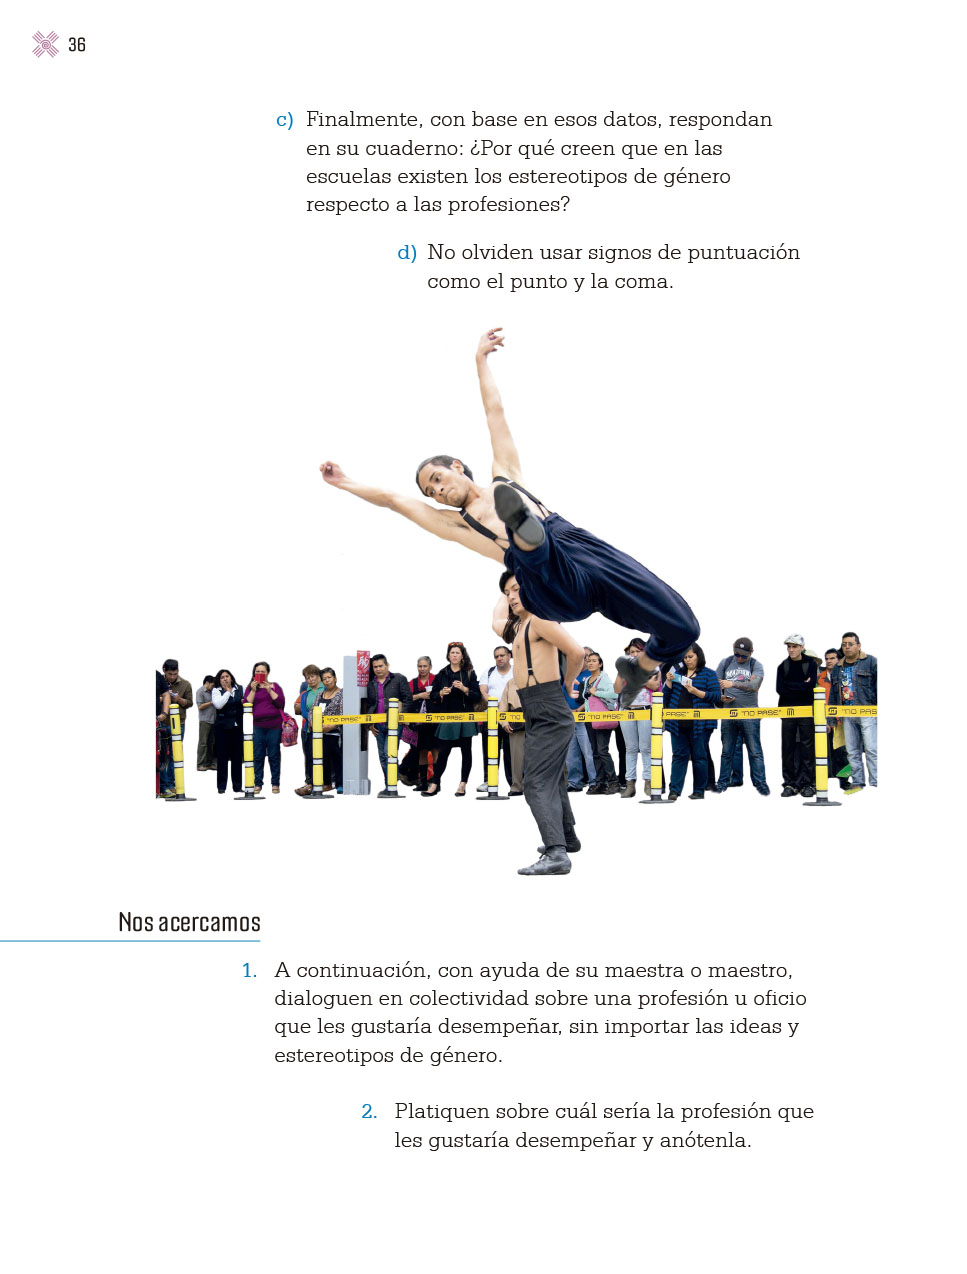 36
c) Finalmente, con base en esos datos, respondan
en su cuaderno: ¿Por qué creen que en las
escuelas existen los estereotipos de género
respecto a las profesiones?
d) No olviden usar signos de puntuación
como el punto y la coma.
"NO PASE"
"NO PASE"
"NO PASE"
"NO PASE"
"NO PASE"
Nos acercamos
1. A continuación, con ayuda de su maestra o maestro,
dialoguen en colectividad sobre una profesión u oficio
que les gustaría desempeñar, sin importar las ideas y
estereotipos de género.
2. Platiquen sobre cuál sería la profesión que
les gustaría desempeñar y anótenla.